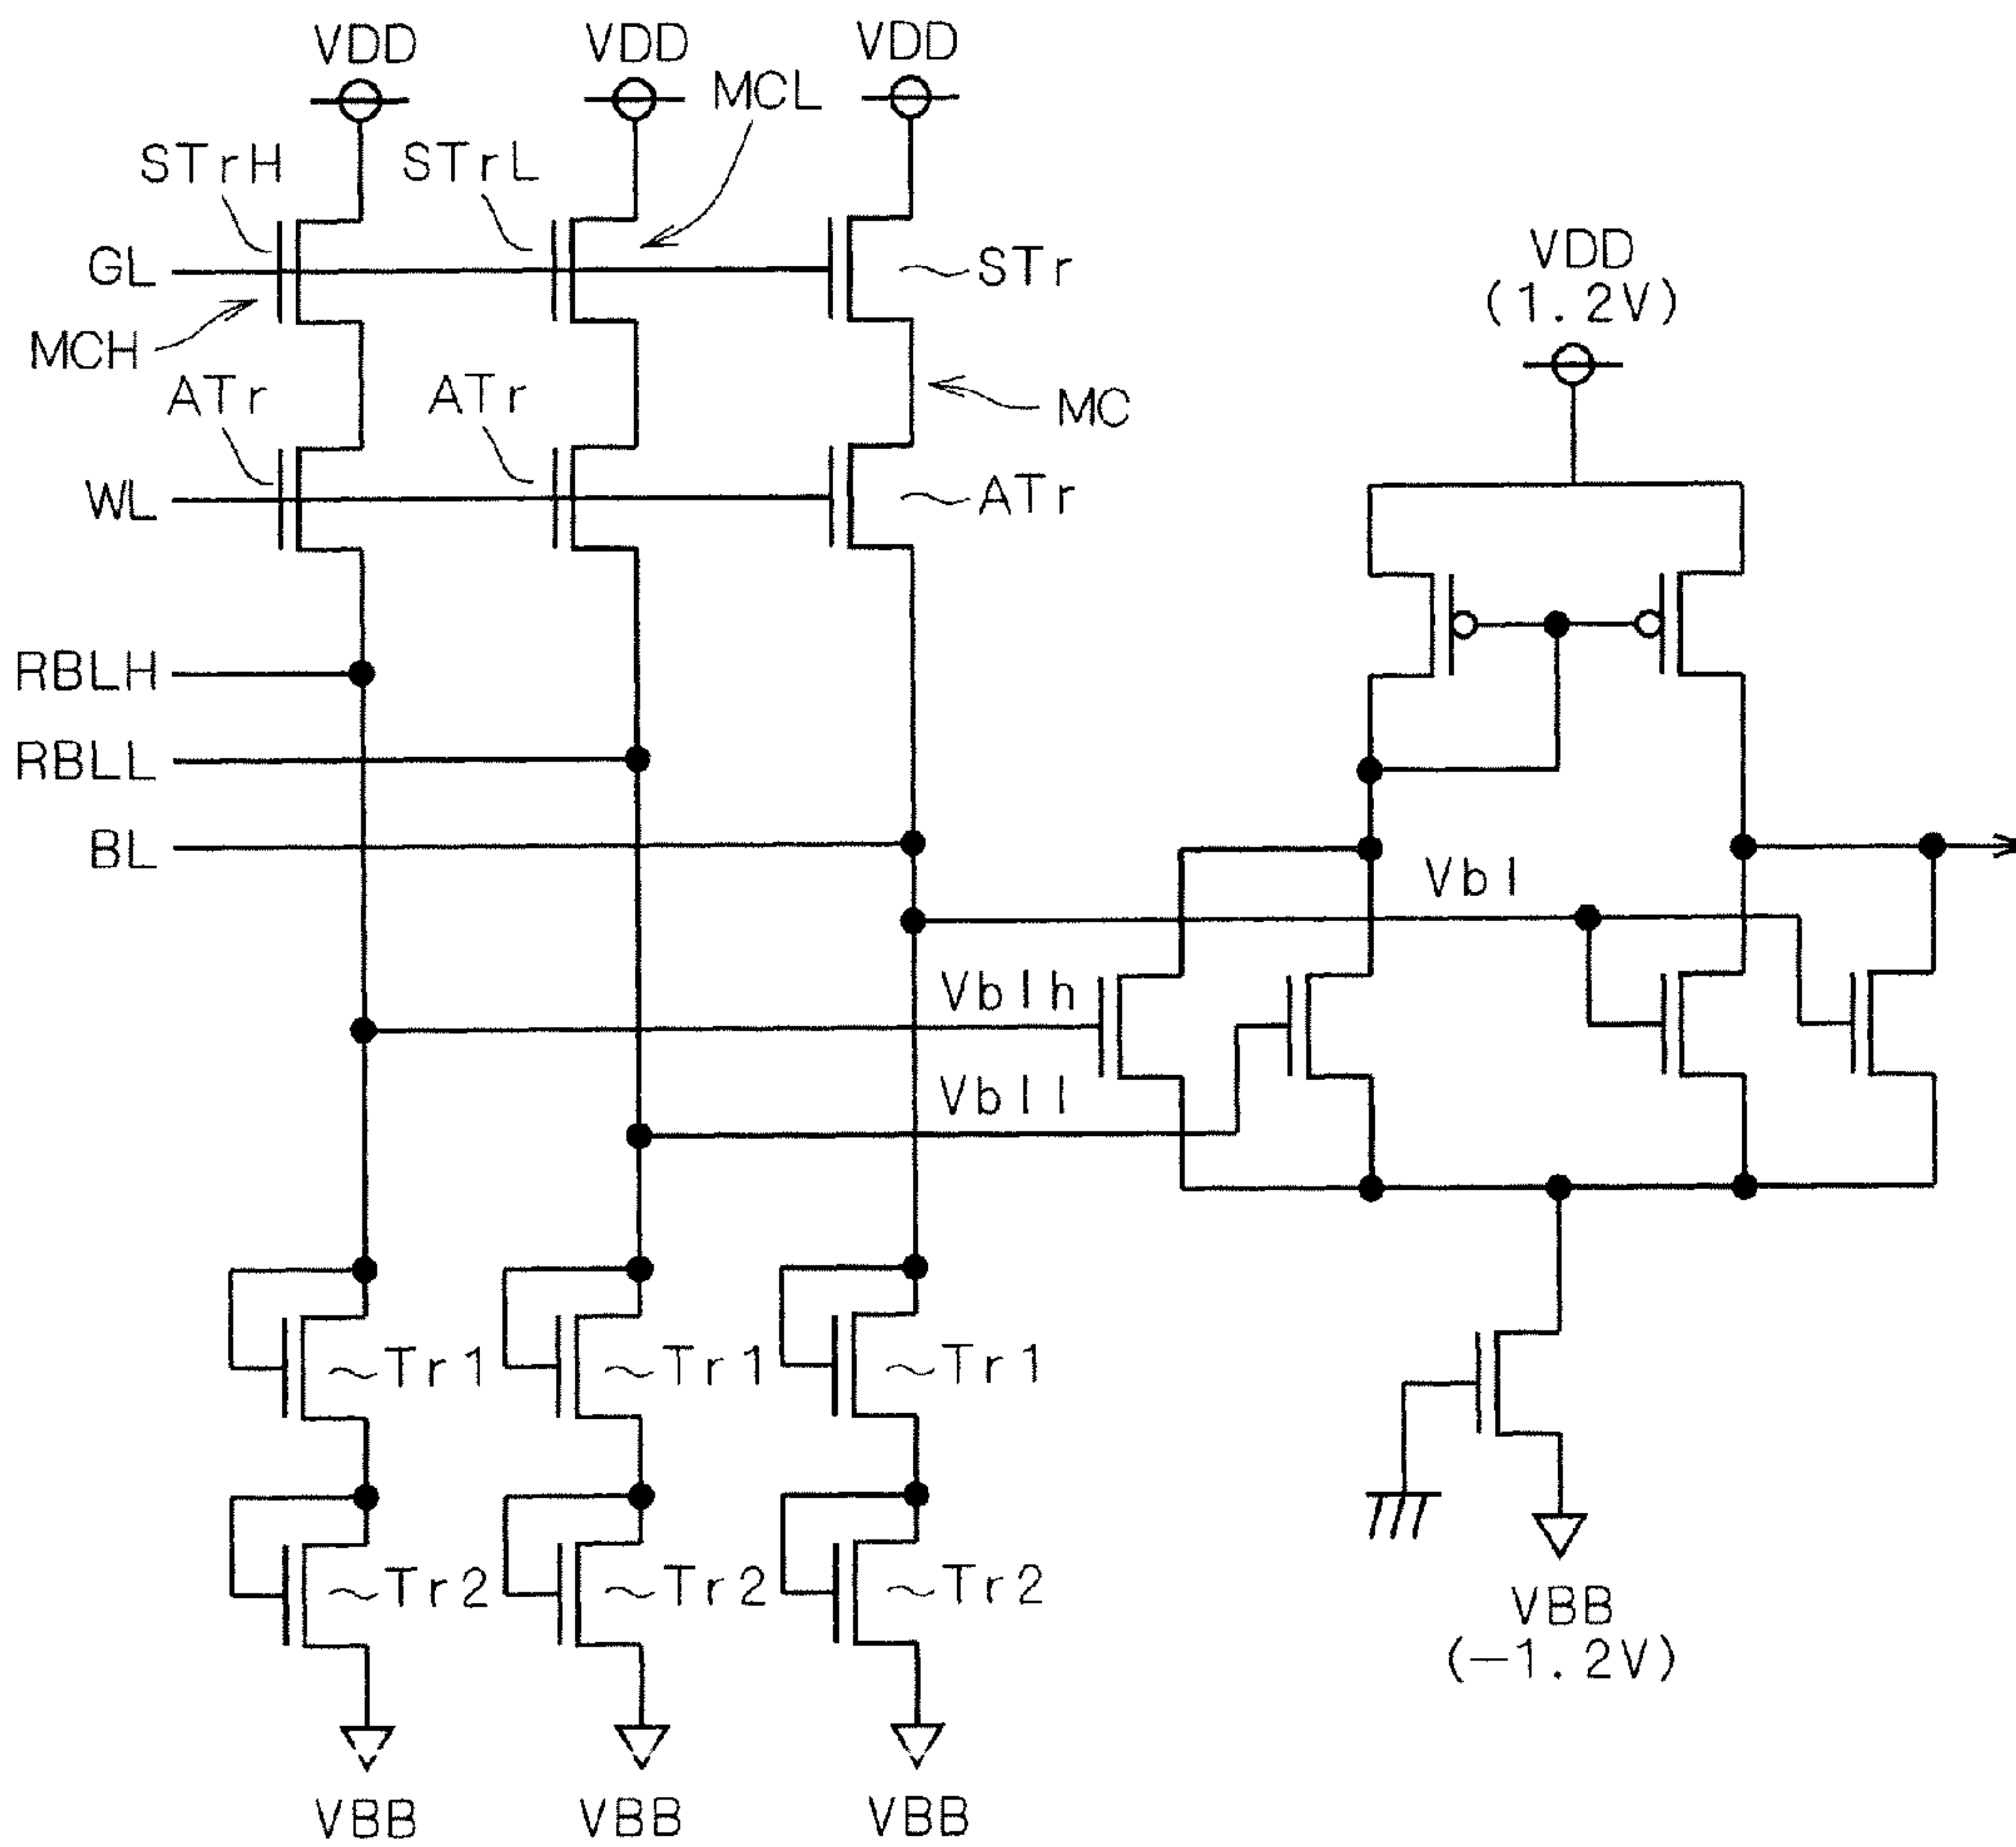 VDD VDD VDD
MCL
STrH STrL
GL STr
VDD
(1.2V)
MCH
ATr ATr MC
WL ATr
RBLH
RBLL
BL
Vbl
Vblh
Vbll
Tr1 Tr1 Tr1
Tr2 Tr2 Tr2
VBB
(-1.2V)
VBB VBB VBB